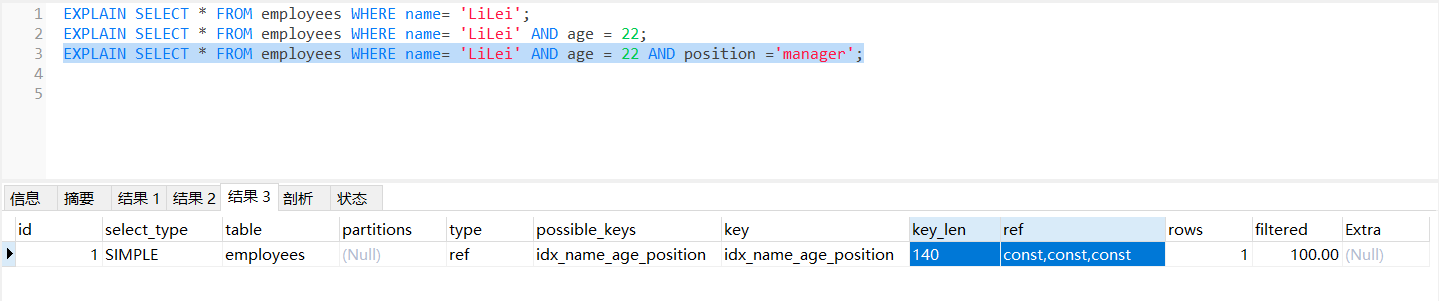 1 EXPLAIN SELECT * FROM employees WHERE name= 'LiLei';
2 EXPLAIN SELECT * FROM employees WHERE name= 'LiLei' AND age = 22;
3 EXPLAIN SELECT * FROM employees WHERE name= 'LiLei' AND age = 22 AND position ='manager';
4
5
信息 摘要 结果 1 结果 2 结果 3 剖析 状态
id select_type table partitions type possible_keys key key_len ref rows filtered Extra
1 SIMPLE employees (Null) ref idx_name_age_position idx_name_age_position 140 const,const,const 1 100.00 (Null)